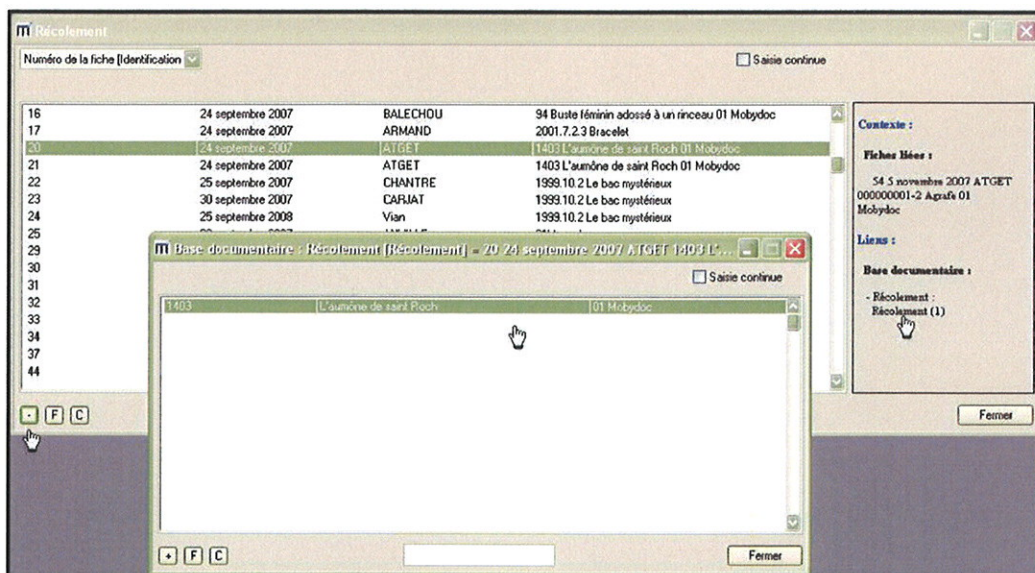 Récolement
Numéro de la fiche [Identification
Saisie continue
16 24 septembre 2007 BALECHOU 94 Buste féminin adossé à un rinceau 01 Mobydoc
17 24 septembre 2007 ARMAND 2001.7.2.3 Bracelet
20 24 septembre 2007 ATGET 1403 L'aumône de saint Roch 01 Mobydoc
21 24 septembre 2007 ATGET 1403 L'aumône de saint Roch 01 Mobydoc
22 25 septembre 2007 CHANTRE 1999.10.2 Le bac mystérieux
23 30 septembre 2007 CARJAT 1999.10.2 Le bac mystérieux
24 25 septembre 2008 Vian 1999.10.2 Le bac mystérieux
25
29
30
31
32
33
34
37
44
Contexte :
Fiches liées :
54 5 novembre 2007 ATGET
000000001-2 Agrafe 01
Mobydoc
Liens :
Base documentaire :
- Récolement :
Récolement (1)
- F C
Fermer
Base documentaire : Récolement [Récolement] = 20 24 septembre 2007 ATGET 1403 L'...
Saisie continue
1403 L'aumône de saint Roch 01 Mobydoc
+ F C
Fermer